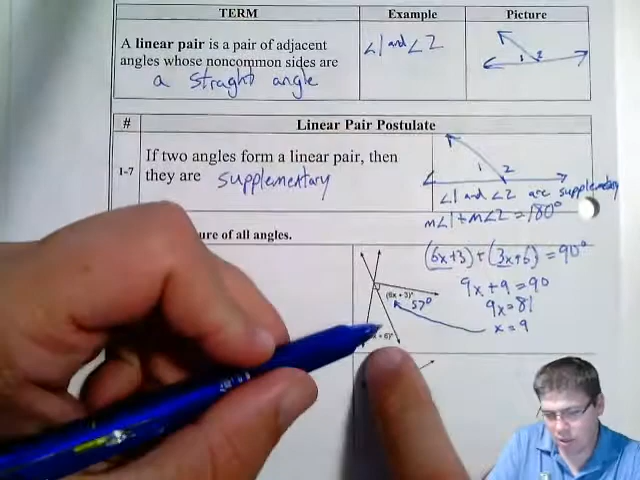 TERM Example Picture
A linear pair is a pair of adjacent
angles whose noncommon sides are
a straght angle
∠1 and ∠2
1 2
# Linear Pair Postulate
1-7
If two angles form a linear pair, then
they are supplementary
1 2
∠1 and ∠2 are supplementary
m∠1 + m∠2 = 180°
ure of all angles.
(6x+3) + (3x+6) = 90°
9x + 9 = 90
9x = 81
x = 9
(6x + 3)° 57°
x + 6)°